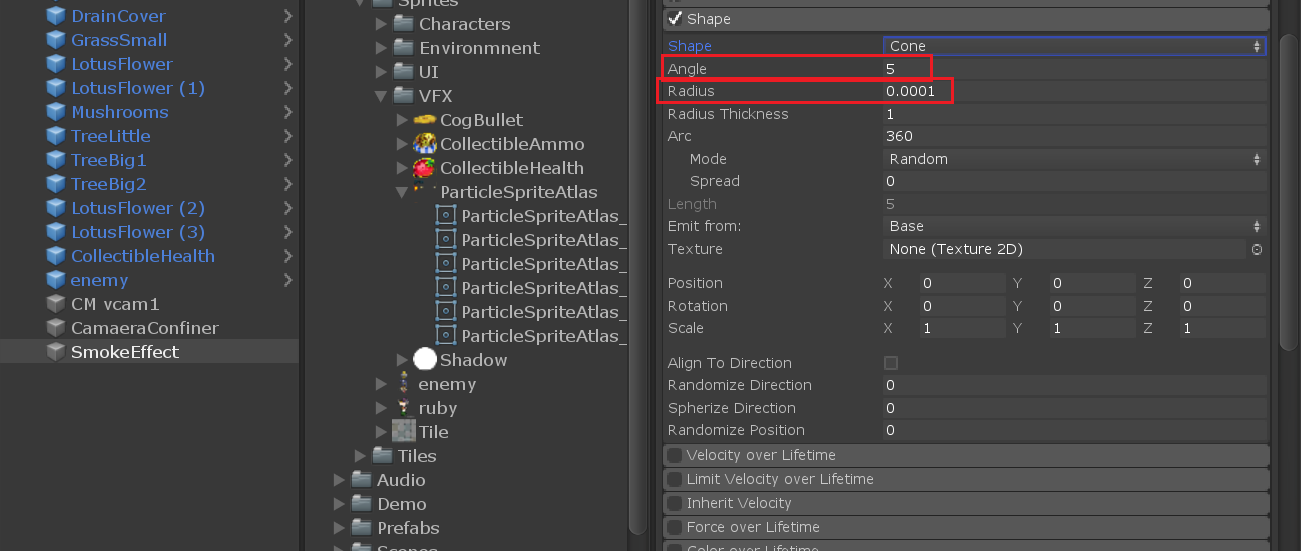 DrainCover
GrassSmall
LotusFlower
LotusFlower (1)
Mushrooms
TreeLittle
TreeBig1
TreeBig2
LotusFlower (2)
LotusFlower (3)
CollectibleHealth
enemy
CM vcam1
CamaeraConfiner
SmokeEffect
Sprites
Characters
Environmnent
UI
VFX
CogBullet
CollectibleAmmo
CollectibleHealth
ParticleSpriteAtlas
ParticleSpriteAtlas_
ParticleSpriteAtlas_
ParticleSpriteAtlas_
ParticleSpriteAtlas_
ParticleSpriteAtlas_
ParticleSpriteAtlas_
Shadow
enemy
ruby
Tile
Tiles
Audio
Demo
Prefabs
Scenes
Shape
Shape Cone
Angle 5
Radius 0.0001
Radius Thickness 1
Arc 360
Mode Random
Spread 0
Length 5
Emit from: Base
Texture None (Texture 2D)
Position X 0 Y 0 Z 0
Rotation X 0 Y 0 Z 0
Scale X 1 Y 1 Z 1
Align To Direction
Randomize Direction 0
Spherize Direction 0
Randomize Position 0
Velocity over Lifetime
Limit Velocity over Lifetime
Inherit Velocity
Force over Lifetime
Color over Lifetime